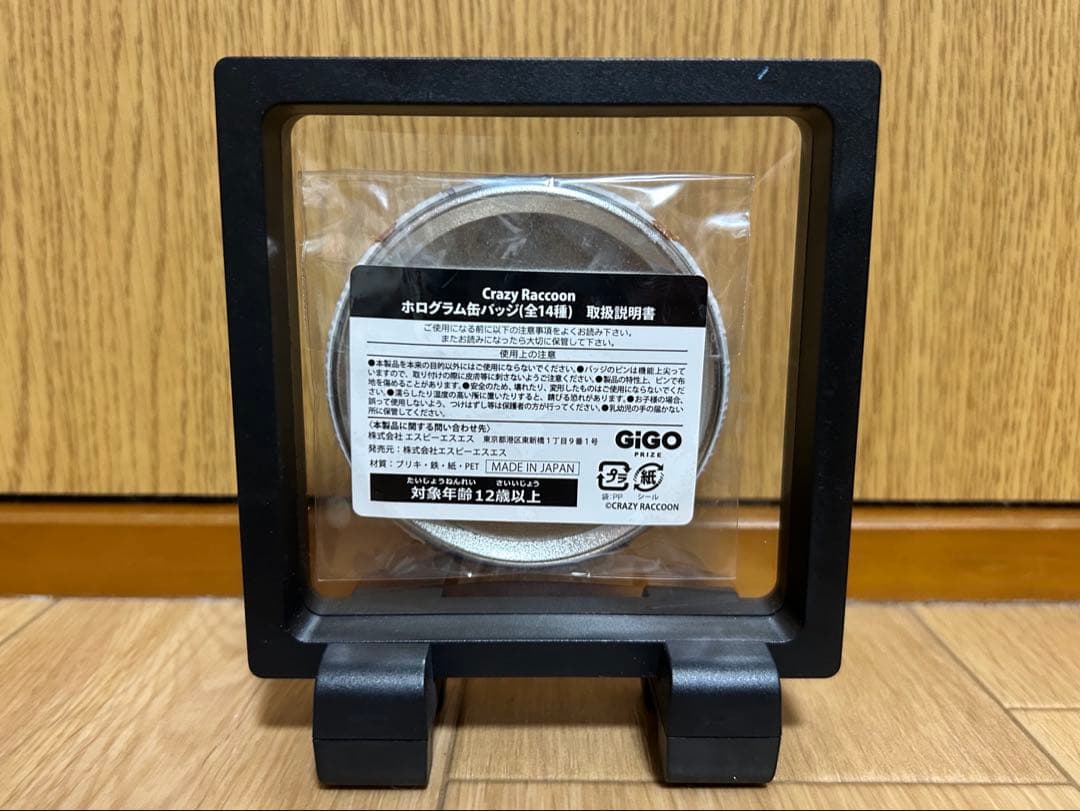 Crazy Raccoon
ホログラム缶バッジ(全14種) 取扱説明書
ご使用になる前に以下の注意事項をよくお読み下さい。
またお読みになったら大切に保管して下さい。
使用上の注意
●本製品を本来の目的以外にはご使用にならないでください。●バッジのピンは機能上尖って
いますので、取り付けの際に皮膚等に刺さないようご注意ください。●製品の特性上、ピンで布
地を傷めることがあります。●安全のため、壊れたり、変形したものはご使用にならないでくださ
い。●濡らしたり湿度の高い所に置いたりすると、錆びる恐れがあります。●お子様の場合、
誤って使用しないよう、つけはずし等は保護者の方が行ってください。●乳幼児の手の届かない
所に保管してください。
〈本製品に関する問い合わせ先〉
株式会社 エスピーエスエス 東京都港区東新橋1丁目9番1号
発売元:株式会社エスピーエスエス
材質:ブリキ・鉄・紙・PET MADE IN JAPAN
たいしょうねんれい さいいじょう
対象年齢12歳以上
GiGO
PRIZE
プラ 紙
袋:PP シール
©CRAZY RACCOON